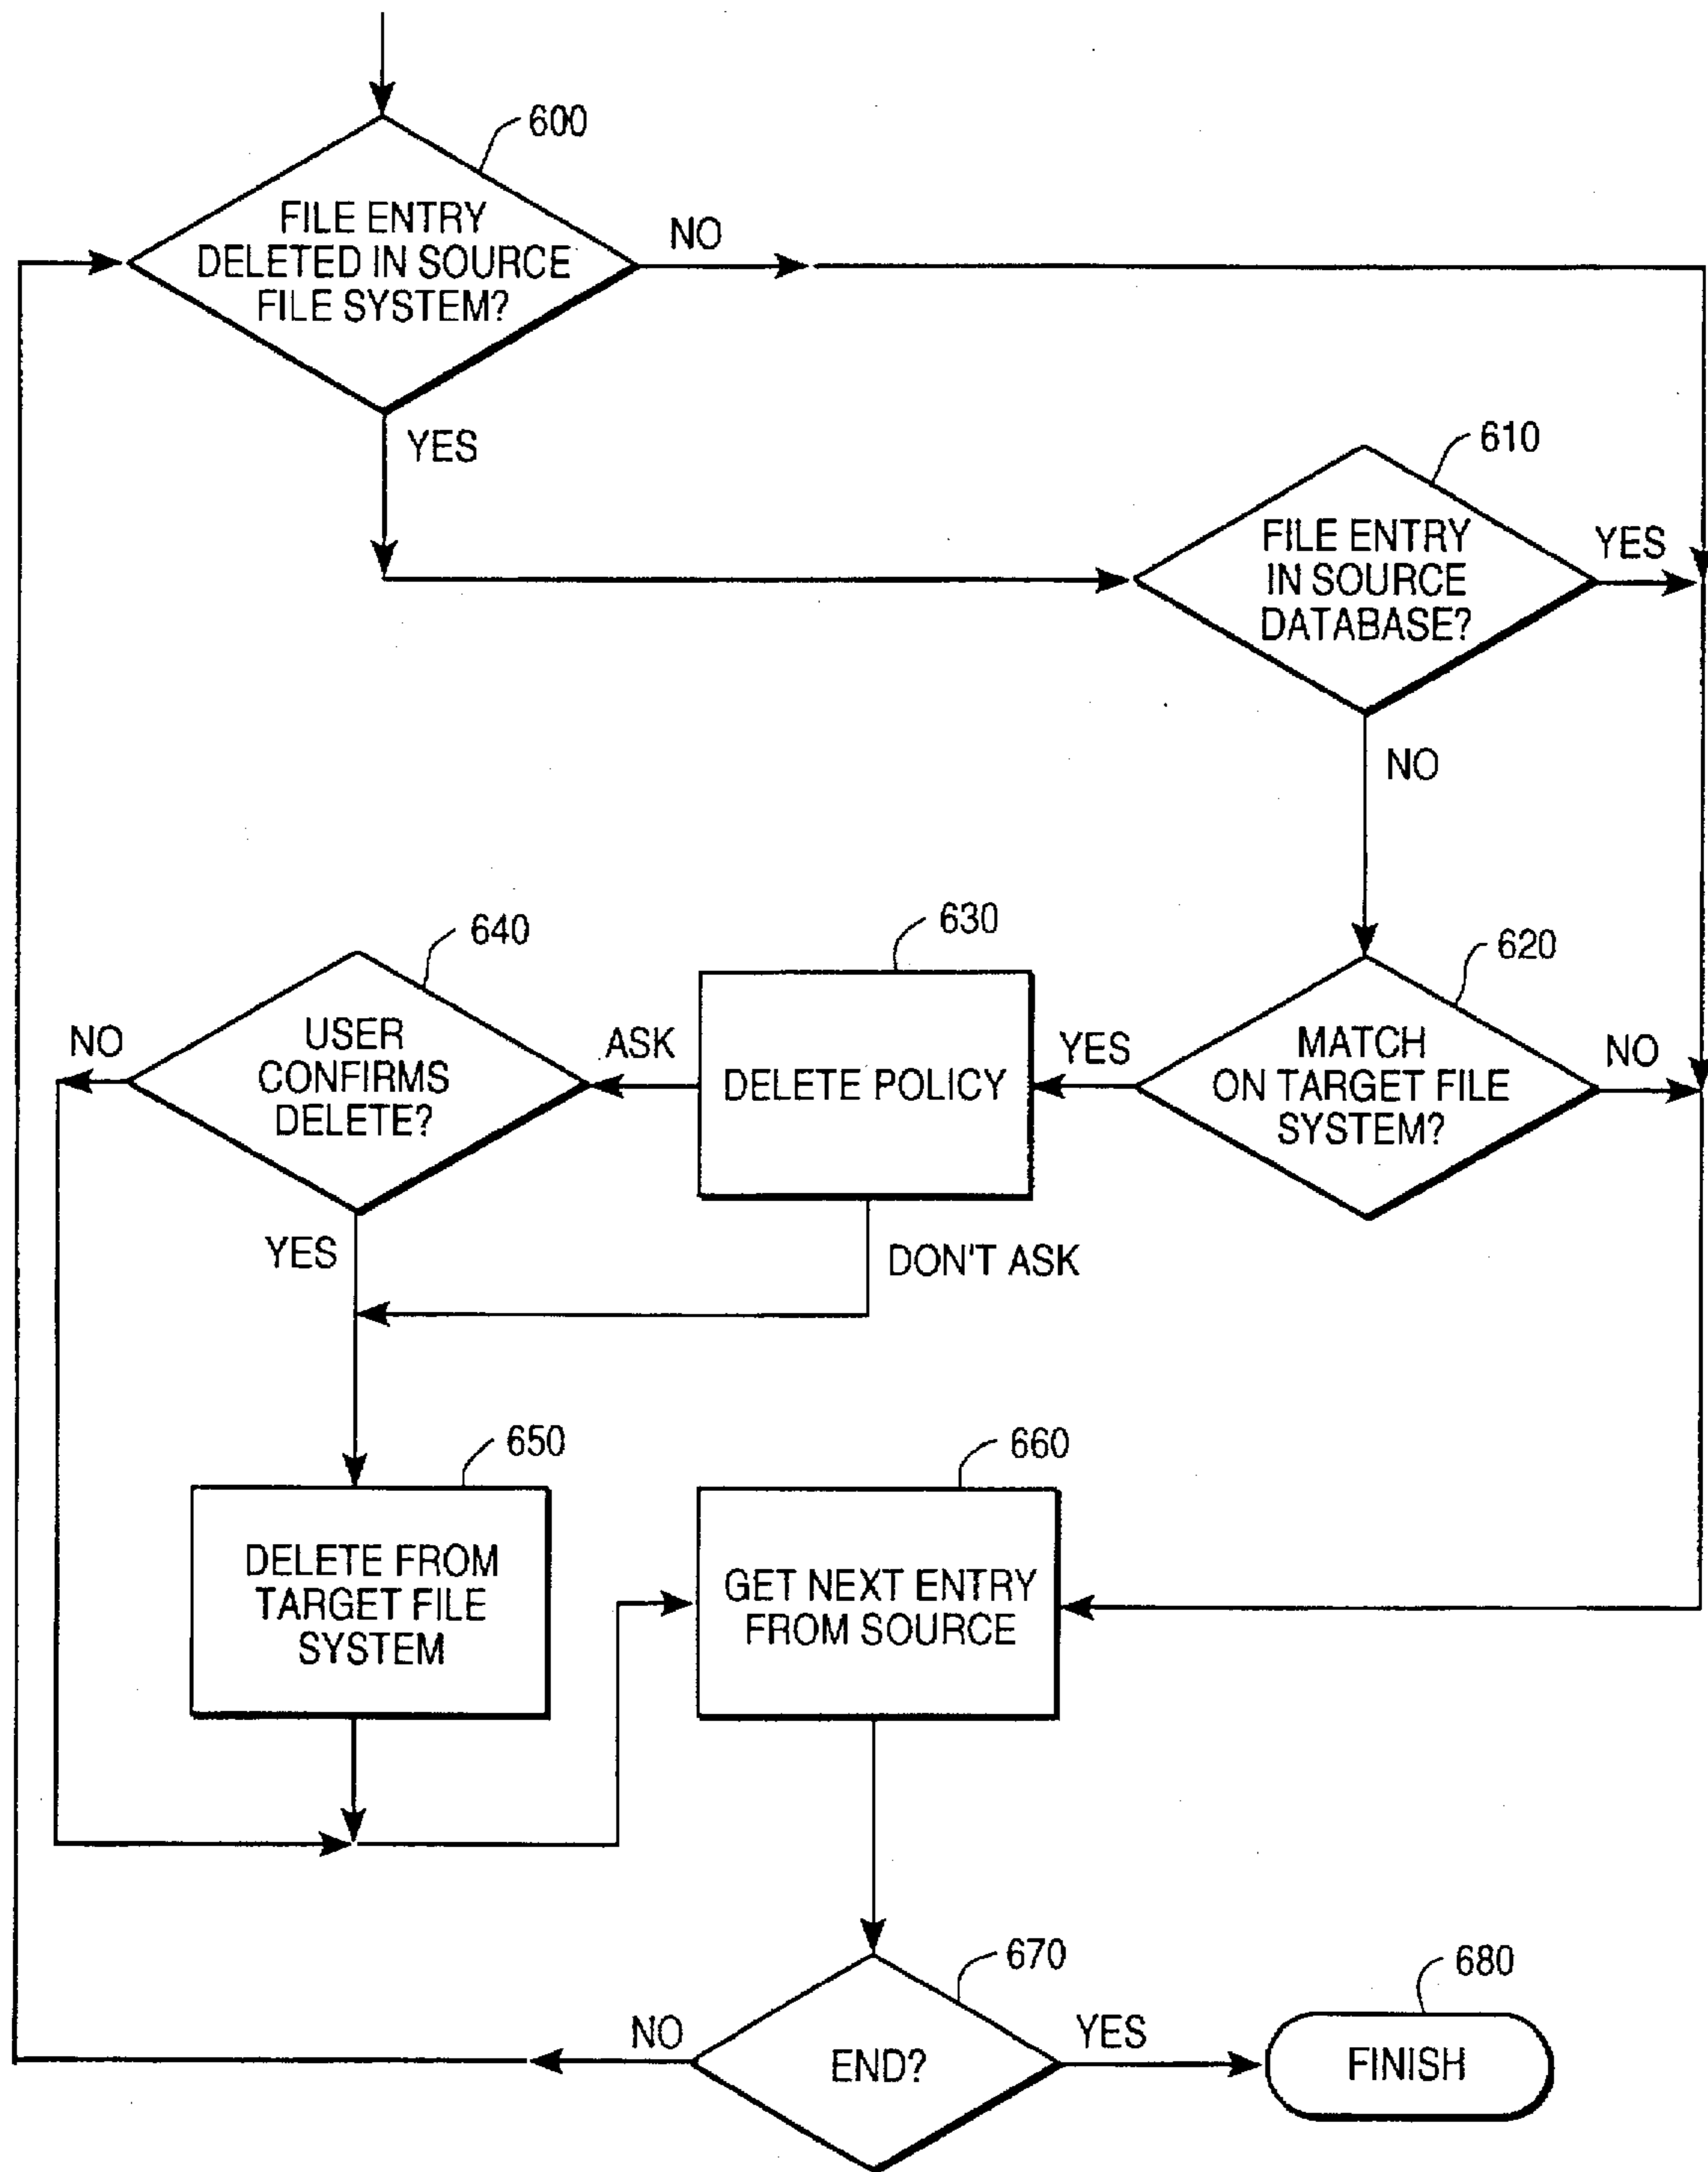 600
FILE ENTRY
DELETED IN SOURCE
FILE SYSTEM?
NO
YES
610
FILE ENTRY
IN SOURCE
DATABASE?
YES
NO
640
USER
CONFIRMS
DELETE?
NO
ASK
YES
630
DELETE POLICY
DON'T ASK
YES
620
MATCH
ON TARGET FILE
SYSTEM?
NO
650
DELETE FROM
TARGET FILE
SYSTEM
660
GET NEXT ENTRY
FROM SOURCE
670
END?
NO
YES
680
FINISH